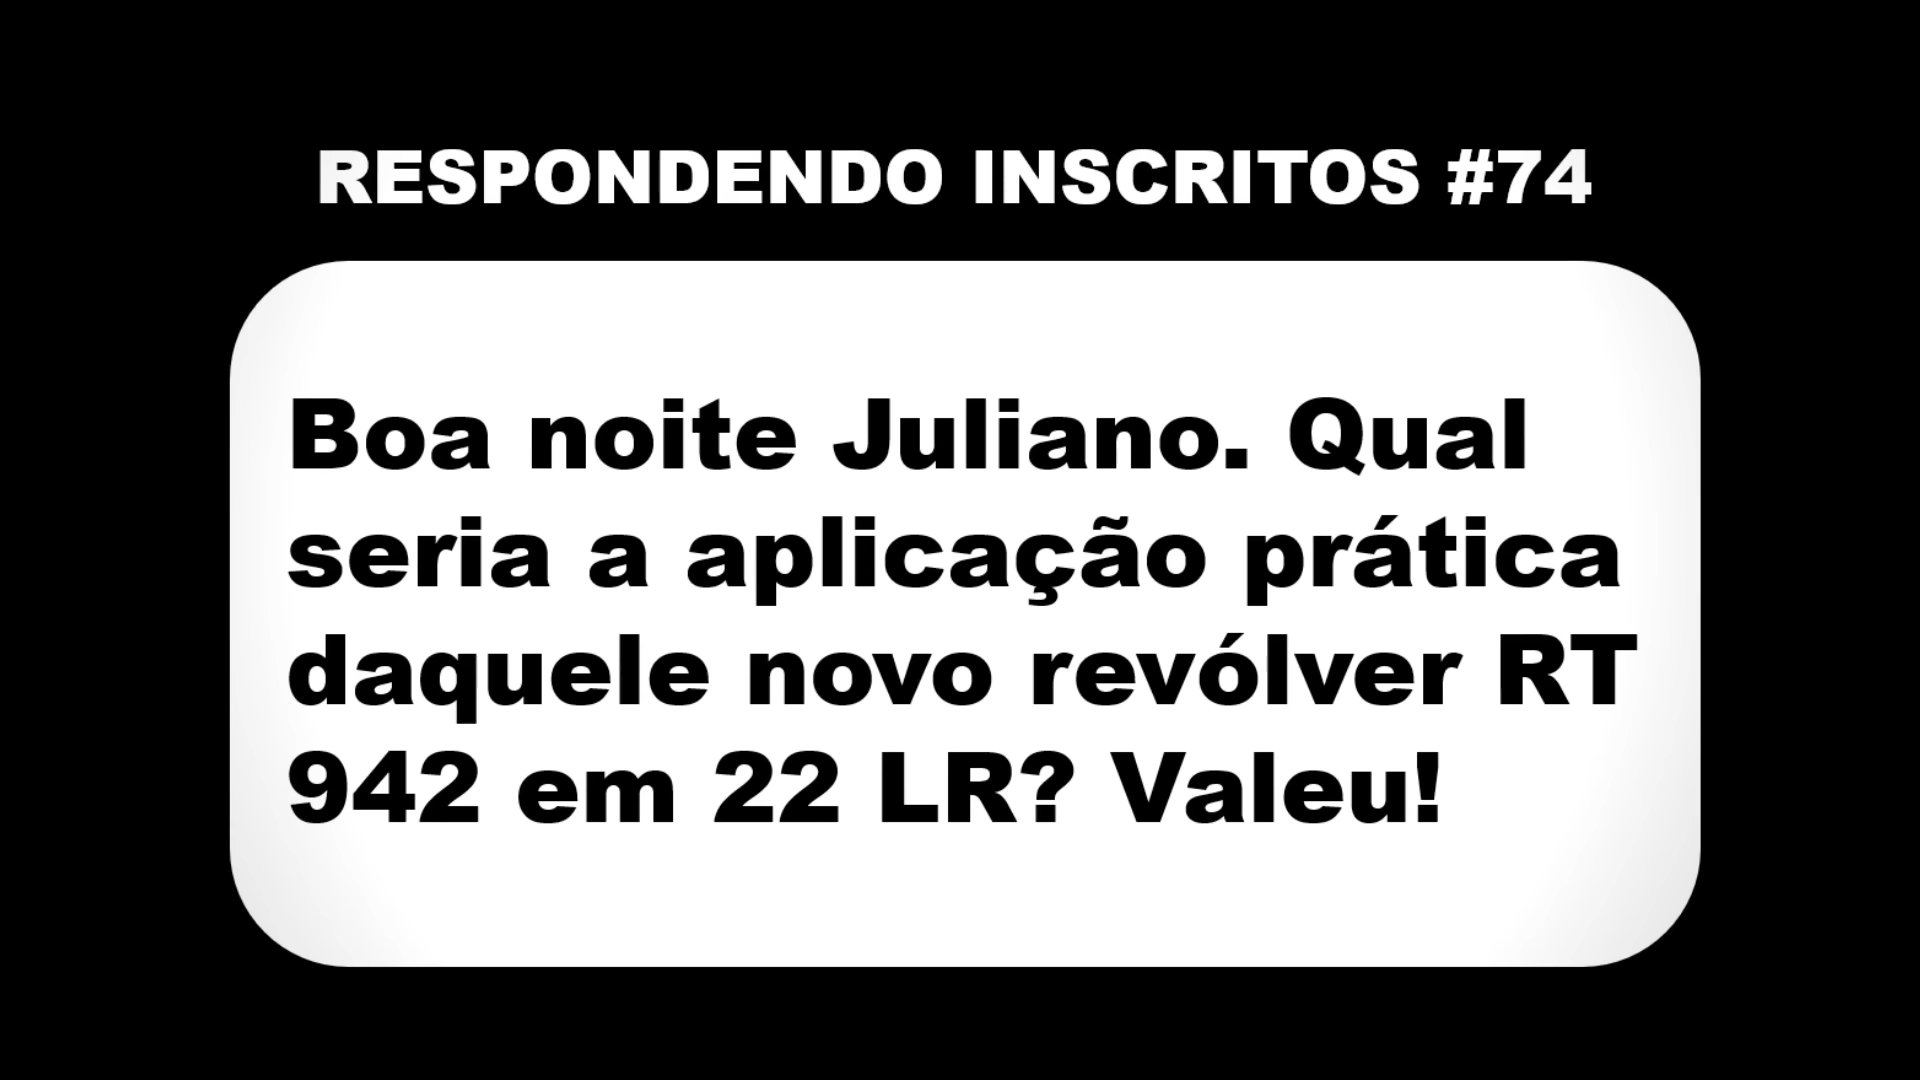 RESPONDENDO INSCRITOS #74
Boa noite Juliano. Qual
seria a aplicação prática
daquele novo revólver RT
942 em 22 LR? Valeu!